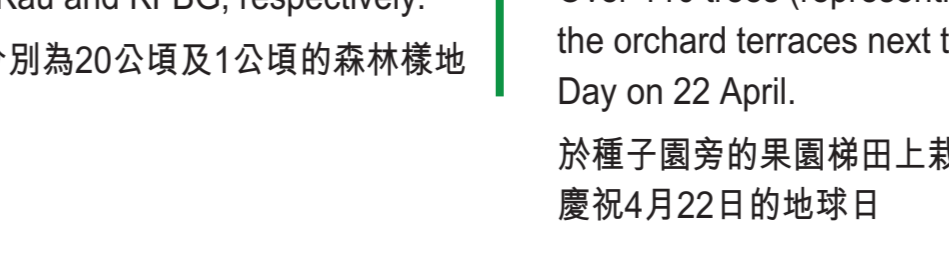 Kau and KFBG, respectively.
別為20公頃及1公頃的森林樣地
the orchard terraces next t
Day on 22 April.
於種子園旁的果園梯田上栽
慶祝4月22日的地球日